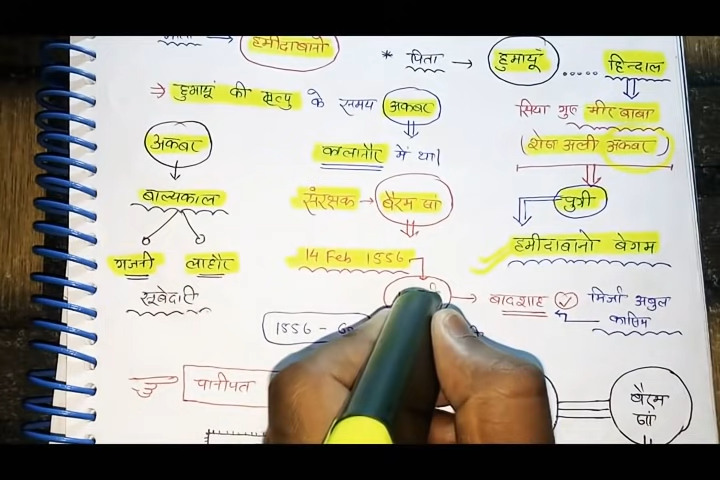 हमीदाबानो
* पिता → हुमायूं ..... हिन्दाल
⇒ हुमायूं की मृत्यु के समय अकबर
कलानौर में था।
सिया गुरु मीर बाबा
(शेख अली अकबर)
पुत्री
हमीदाबानो बेगम
अकबर
बाल्यकाल
गजनी लाहौर
सूबेदारी
संरक्षक → बैरम खां
14 Feb 1556
→ बादशाह मिर्जा अबुल
कासिम
1556 - 60
पानीपत
बैरम
खां